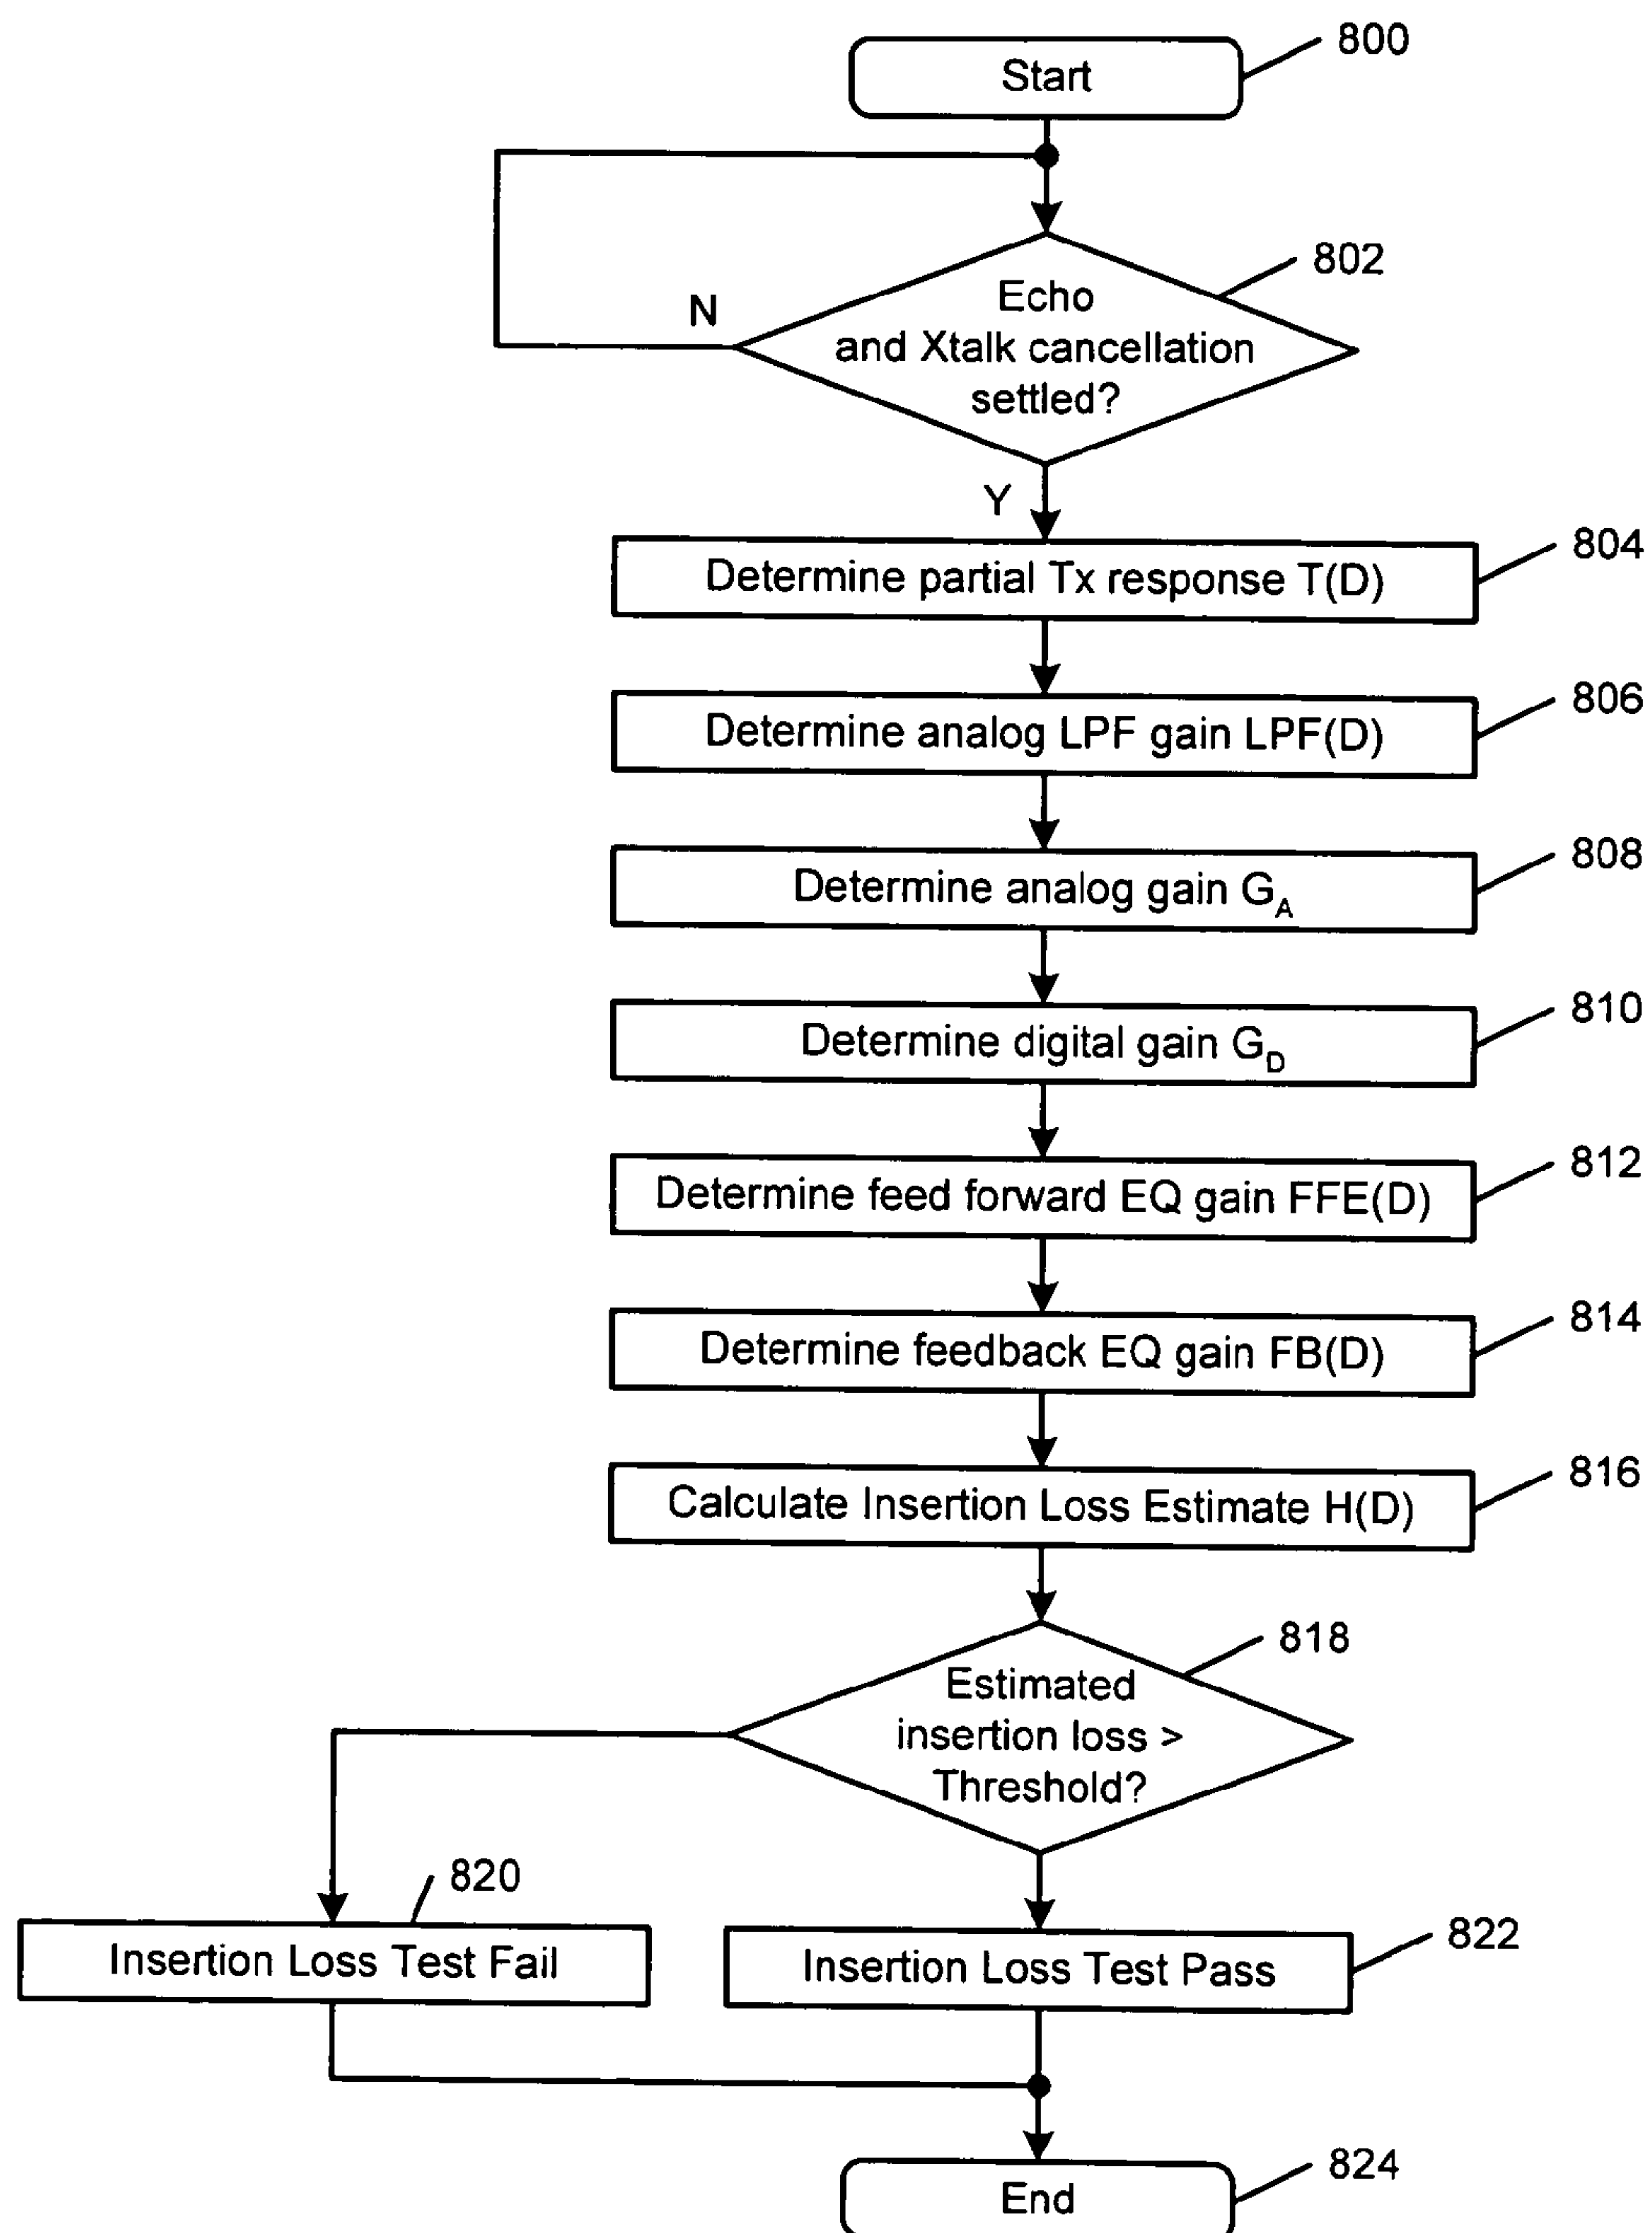 Start
800
Echo
and Xtalk cancellation
settled?
802
N
Y
Determine partial Tx response T(D)
804
Determine analog LPF gain LPF(D)
806
Determine analog gain G_A
808
Determine digital gain G_D
810
Determine feed forward EQ gain FFE(D)
812
Determine feedback EQ gain FB(D)
814
Calculate Insertion Loss Estimate H(D)
816
Estimated
insertion loss >
Threshold?
818
Insertion Loss Test Fail
820
Insertion Loss Test Pass
822
End
824